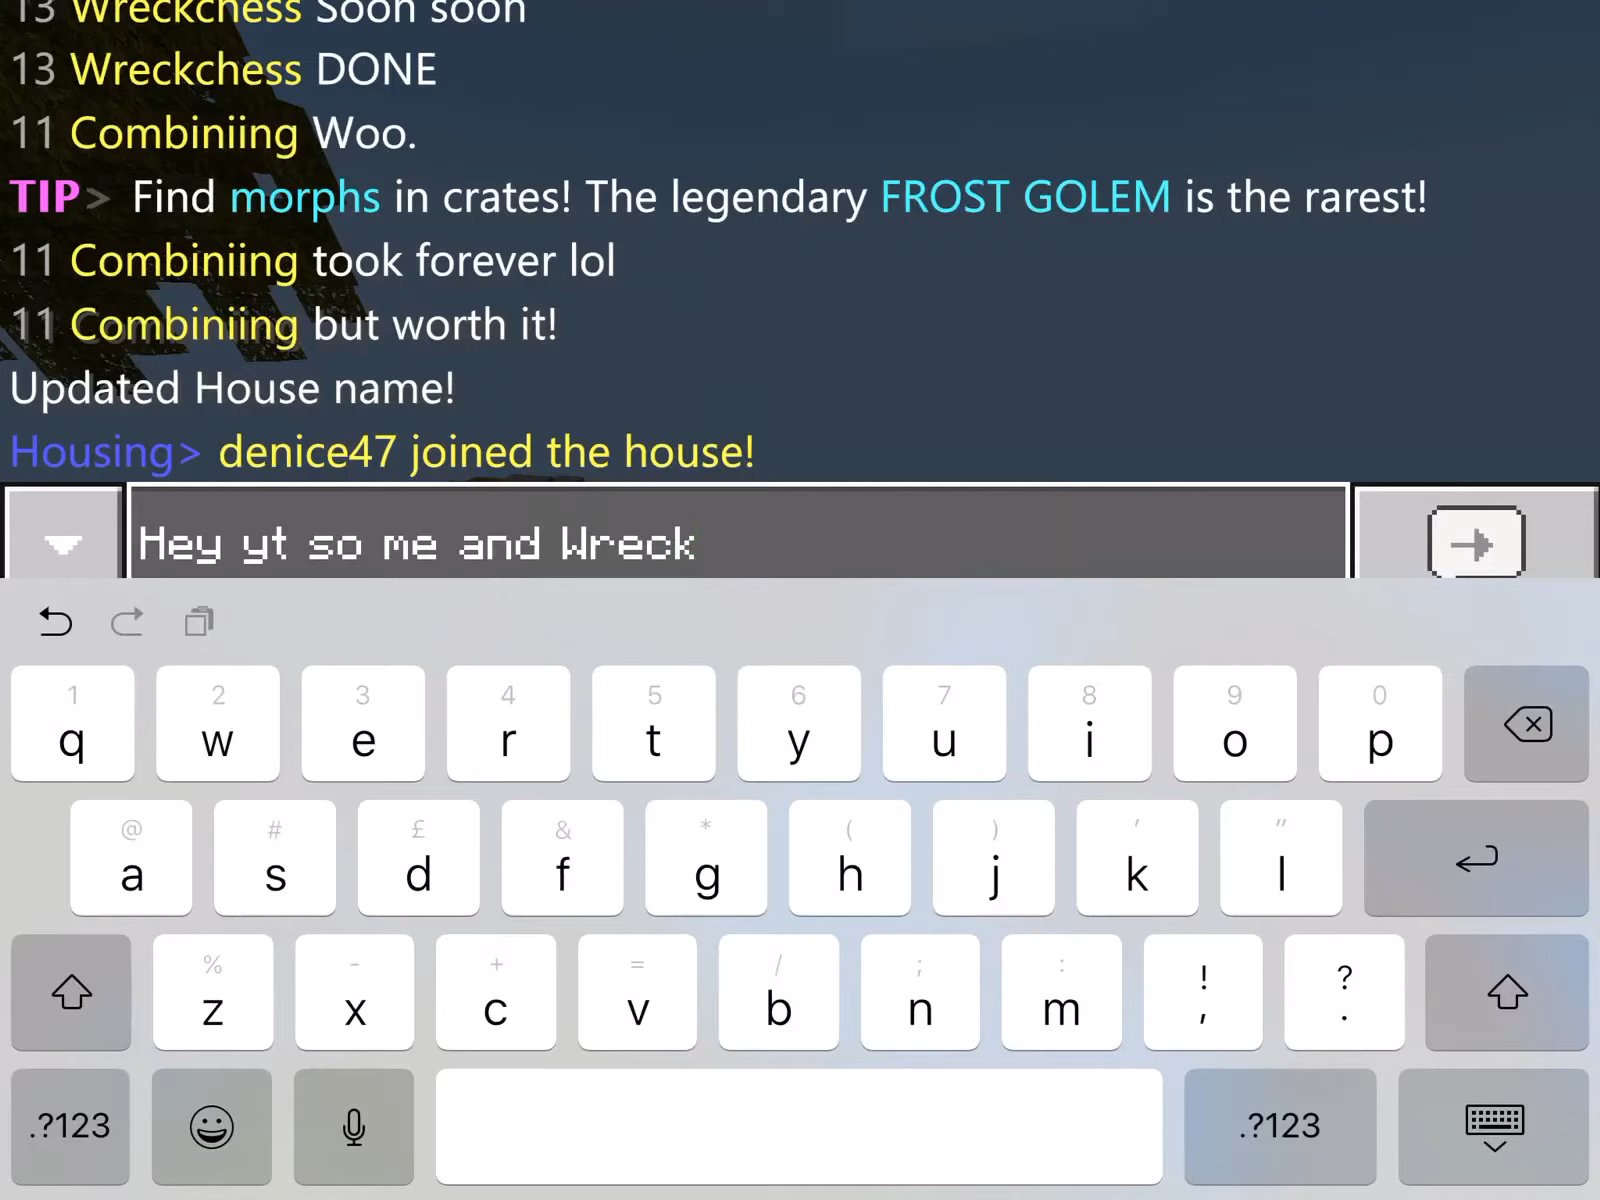 13 Wreckchess Soon soon
13 Wreckchess DONE
11 Combiniing Woo.
TIP> Find morphs in crates! The legendary FROST GOLEM is the rarest!
11 Combiniing took forever lol
11 Combiniing but worth it!
Updated House name!
Housing> denice47 joined the house!
Hey yt so me and Wreck
1 2 3 4 5 6 7 8 9 0
q w e r t y u i o p
@ # £ & * ( ) ' "
a s d f g h j k l
% - + = / ; : ! ?
z x c v b n m , .
.?123 .?123